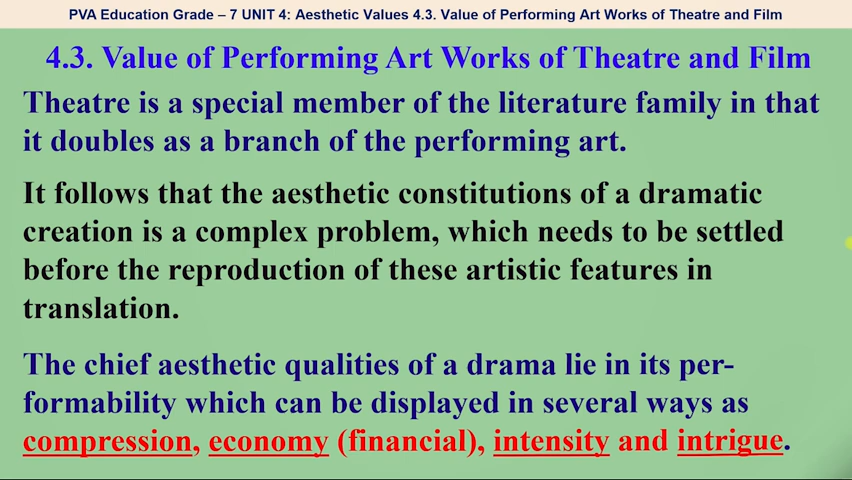 PVA Education Grade – 7 UNIT 4: Aesthetic Values 4.3. Value of Performing Art Works of Theatre and Film
4.3. Value of Performing Art Works of Theatre and Film
Theatre is a special member of the literature family in that
it doubles as a branch of the performing art.
It follows that the aesthetic constitutions of a dramatic
creation is a complex problem, which needs to be settled
before the reproduction of these artistic features in
translation.
The chief aesthetic qualities of a drama lie in its per-
formability which can be displayed in several ways as
compression, economy (financial), intensity and intrigue.